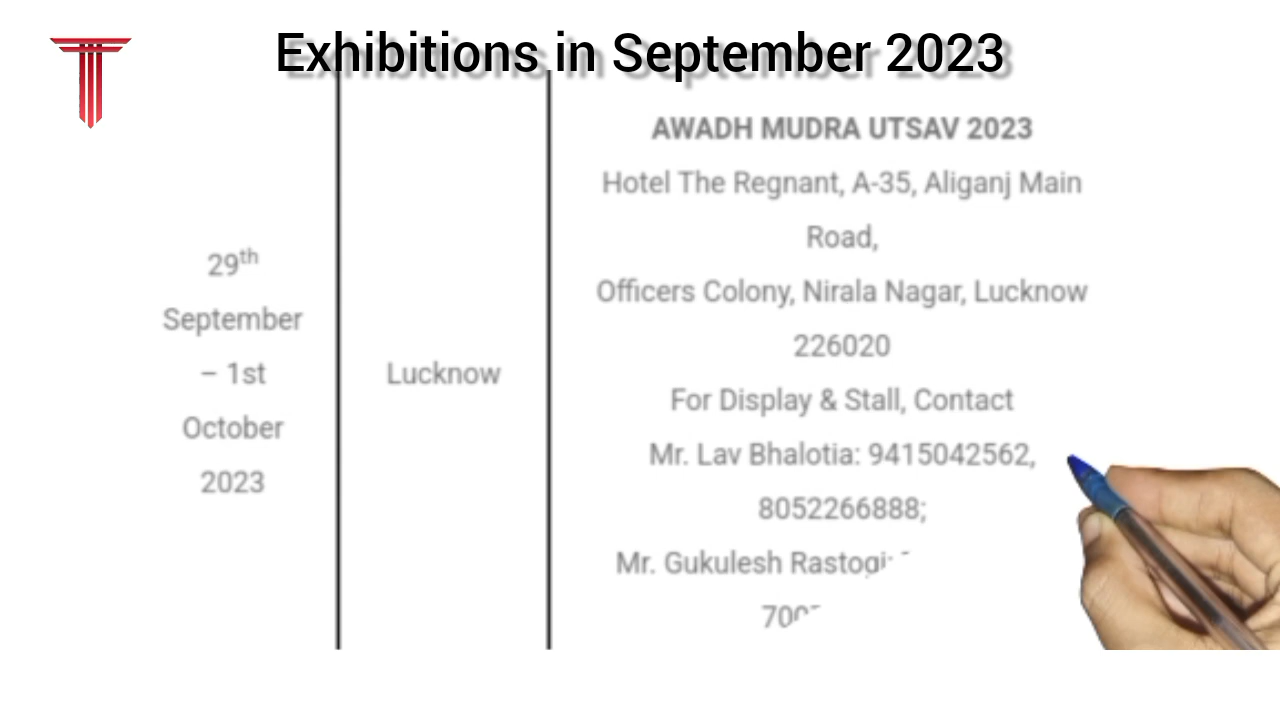 Exhibitions in September 2023
29th
September
– 1st
October
2023
Lucknow
AWADH MUDRA UTSAV 2023
Hotel The Regnant, A-35, Aliganj Main
Road,
Officers Colony, Nirala Nagar, Lucknow
226020
For Display & Stall, Contact
Mr. Lav Bhalotia: 9415042562,
8052266888;
Mr. Gukulesh Rastogi: